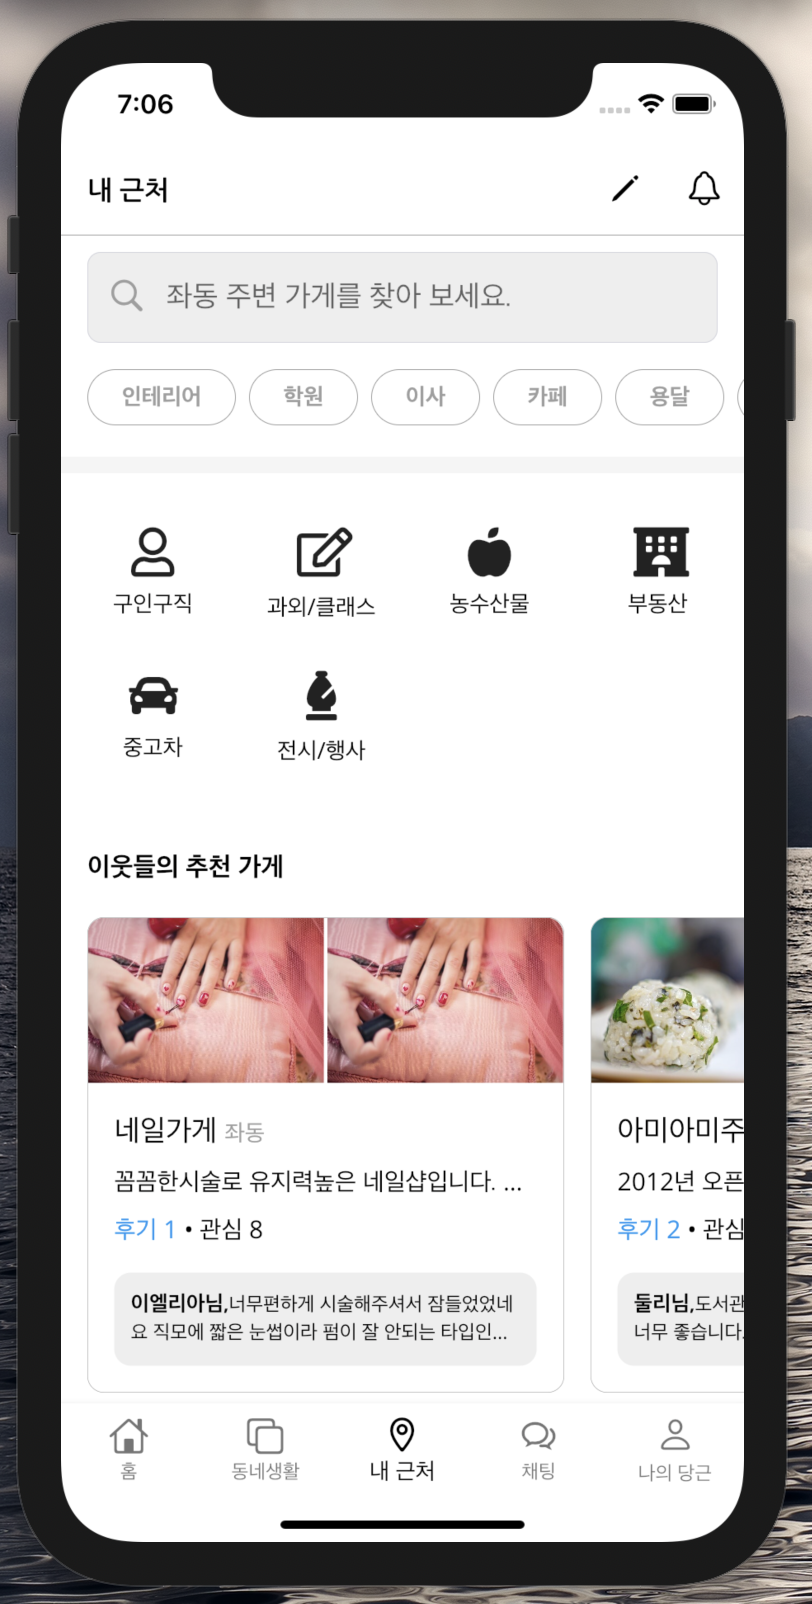 7:06
내 근처
좌동 주변 가게를 찾아 보세요.
인테리어 학원 이사 카페 용달
구인구직 과외/클래스 농수산물 부동산
중고차 전시/행사
이웃들의 추천 가게
네일가게 좌동
꼼꼼한시술로 유지력높은 네일샵입니다. ...
후기 1 • 관심 8
이엘리아님,너무편하게 시술해주셔서 잠들었었네
요 직모에 짧은 눈썹이라 펌이 잘 안되는 타입인...
아미아미주
2012년 오픈
후기 2 • 관심
둘리님,도서관
너무 좋습니다.
홈 동네생활 내 근처 채팅 나의 당근